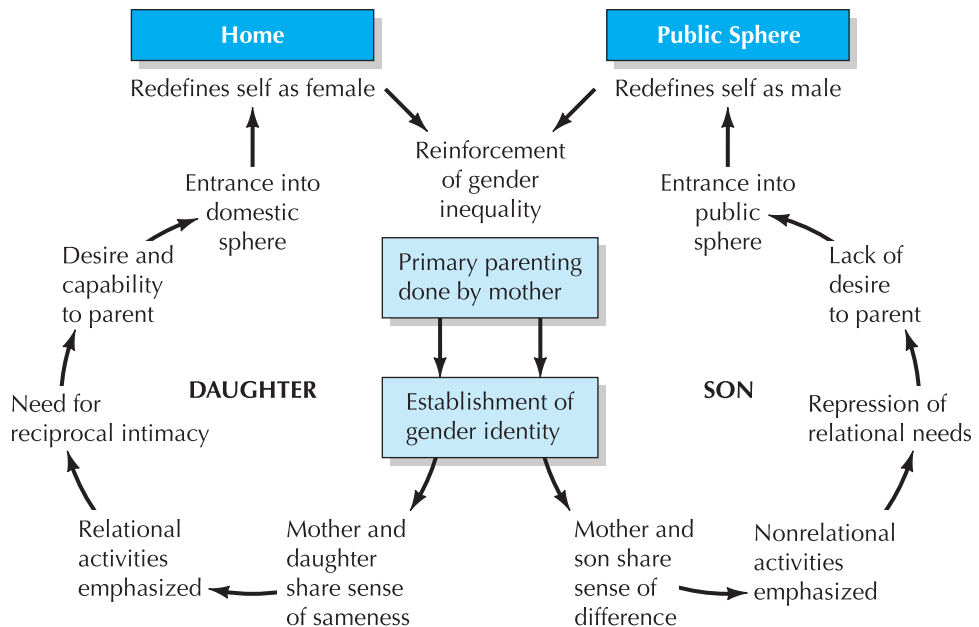 Home
Public Sphere
Redefines self as female
Redefines self as male
Reinforcement
of gender
inequality
Entrance into
domestic
sphere
Entrance into
public
sphere
Desire and
capability
to parent
Primary parenting
done by mother
Lack of
desire
to parent
DAUGHTER
SON
Need for
reciprocal intimacy
Establishment of
gender identity
Repression of
relational needs
Relational
activities
emphasized
Mother and
daughter
share sense
of sameness
Mother and
son share
sense of
difference
Nonrelational
activities
emphasized